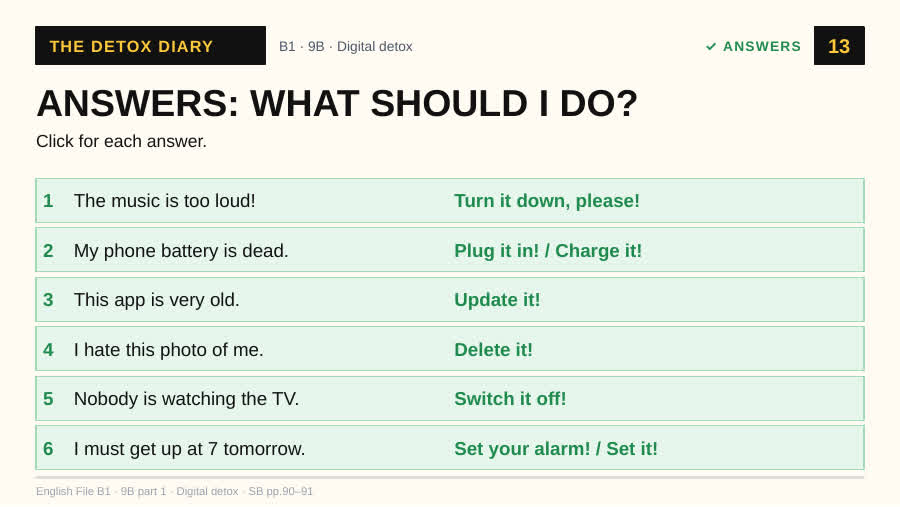 THE DETOX DIARY B1 · 9B · Digital detox ✓ ANSWERS 13
ANSWERS: WHAT SHOULD I DO?
Click for each answer.
1 The music is too loud! Turn it down, please!
2 My phone battery is dead. Plug it in! / Charge it!
3 This app is very old. Update it!
4 I hate this photo of me. Delete it!
5 Nobody is watching the TV. Switch it off!
6 I must get up at 7 tomorrow. Set your alarm! / Set it!
English File B1 · 9B part 1 · Digital detox · SB pp.90–91